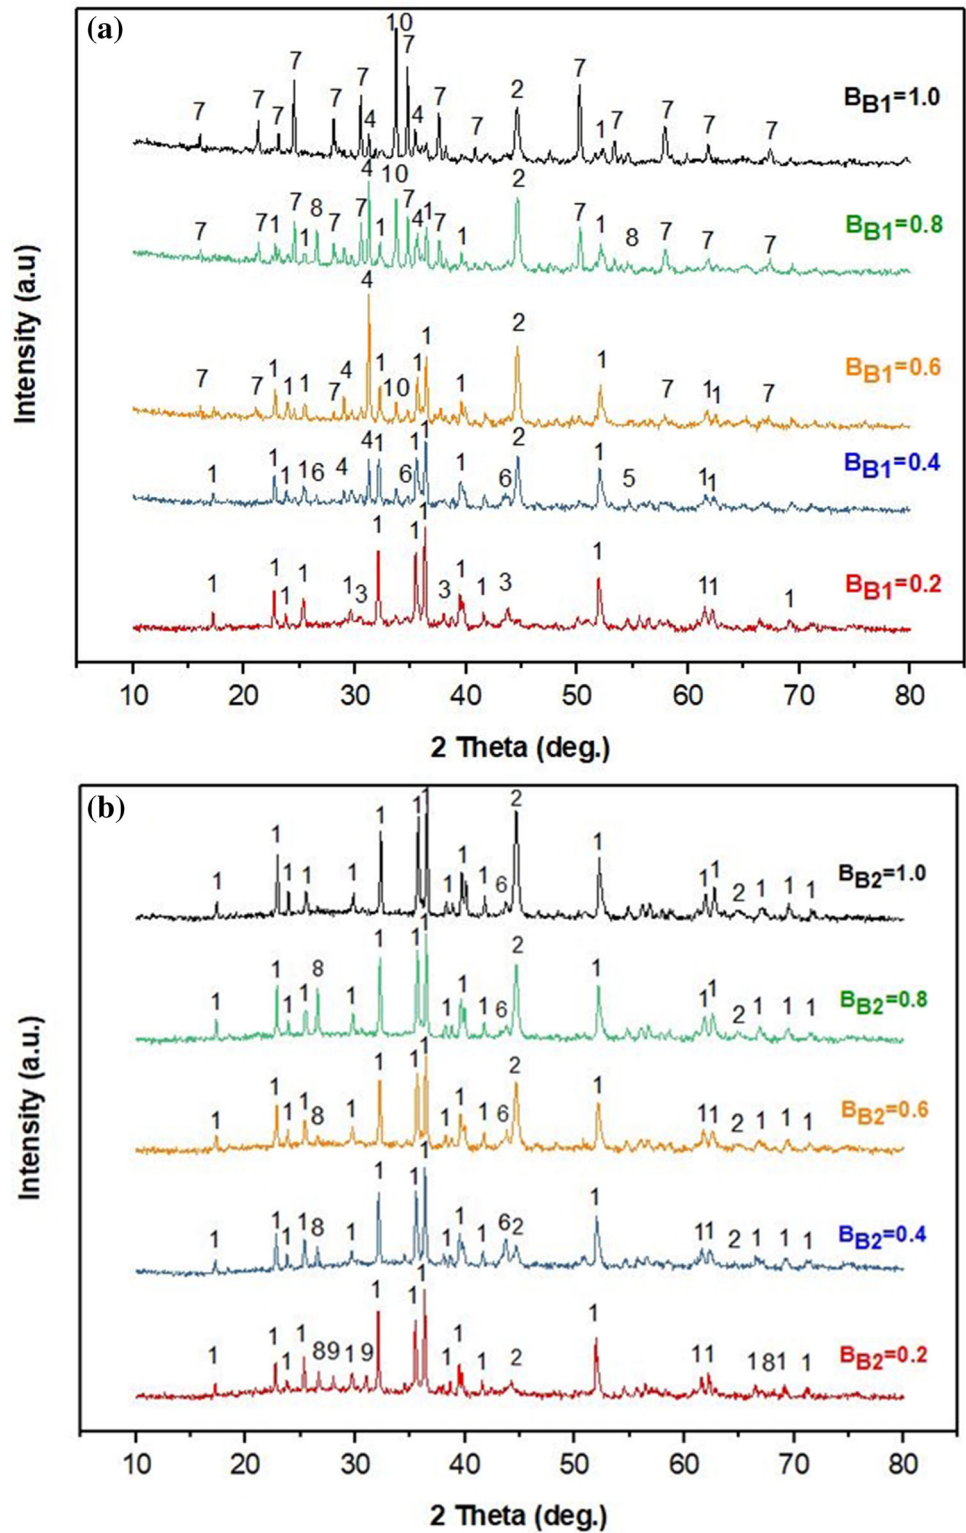 (a)
10
7
7 7 7 7 7 4 4 7 7 2 7 1 7 7 7 7
B_B1=1.0
4 10
7 7 1 7 1 8 7 7 1 7 4 1 7 1 2 7 1 8 7 7 7
B_B1=0.8
4
7 7 1 1 1 4 7 1 10 1 1 1 2 1 7 1 1 7
B_B1=0.6
1 1 1 1 6 4 4 1 6 1 1 1 6 2 1 5 1 1
B_B1=0.4
1 1 1 1 1 3 1 1 1 3 1 1 3 1 1 1 1
B_B1=0.2
Intensity (a.u)
10 20 30 40 50 60 70 80
2 Theta (deg.)
(b)
1 1 1 1 1 1 1 1 1 1 1 6 2 1 1 1 2 1 1 1
B_B2=1.0
1 1 1 1 8 1 1 1 1 1 1 1 6 2 1 1 1 2 1 1 1
B_B2=0.8
1 1 1 1 8 1 1 1 1 1 1 1 6 2 1 1 1 2 1 1 1
B_B2=0.6
1 1 1 1 8 1 1 1 1 1 1 1 6 2 1 1 1 2 1 1 1
B_B2=0.4
1 1 1 1 8 9 1 9 1 1 1 1 1 1 2 1 1 1 1 8 1 1
B_B2=0.2
Intensity (a.u.)
10 20 30 40 50 60 70 80
2 Theta (deg.)